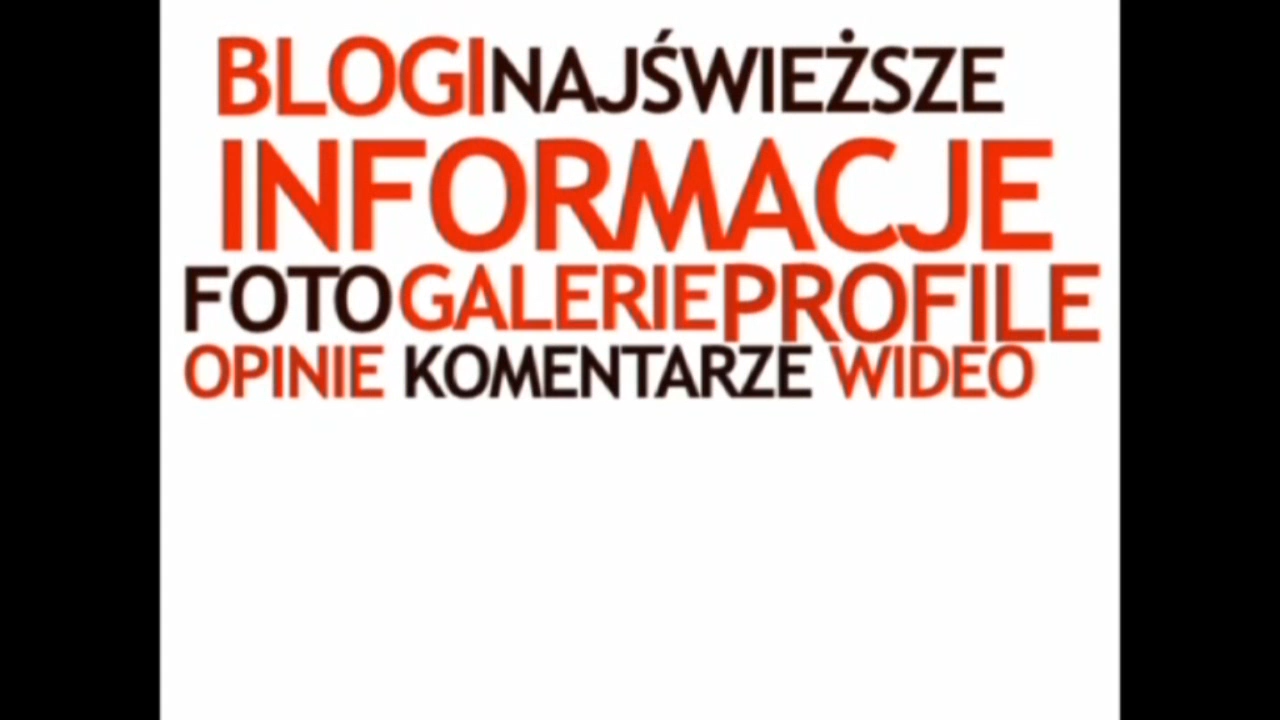 BLOGI NAJŚWIEŻSZE
INFORMACJE
FOTO GALERIE PROFILE
OPINIE KOMENTARZE WIDEO